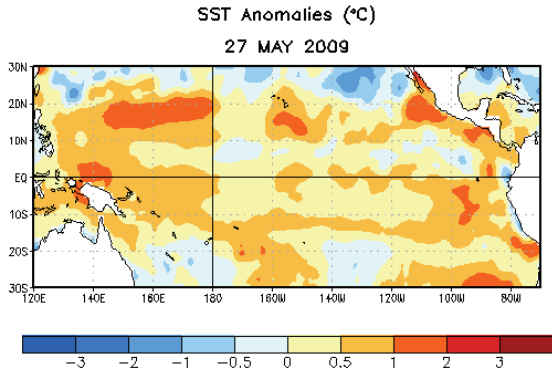 SST Anomalies (°C)
27 MAY 2009
30N
20N
10N
EQ
10S
20S
30S
120E 140E 160E 180 160W 140W 120W 100W 80W
-3 -2 -1 -0.5 0 0.5 1 2 3